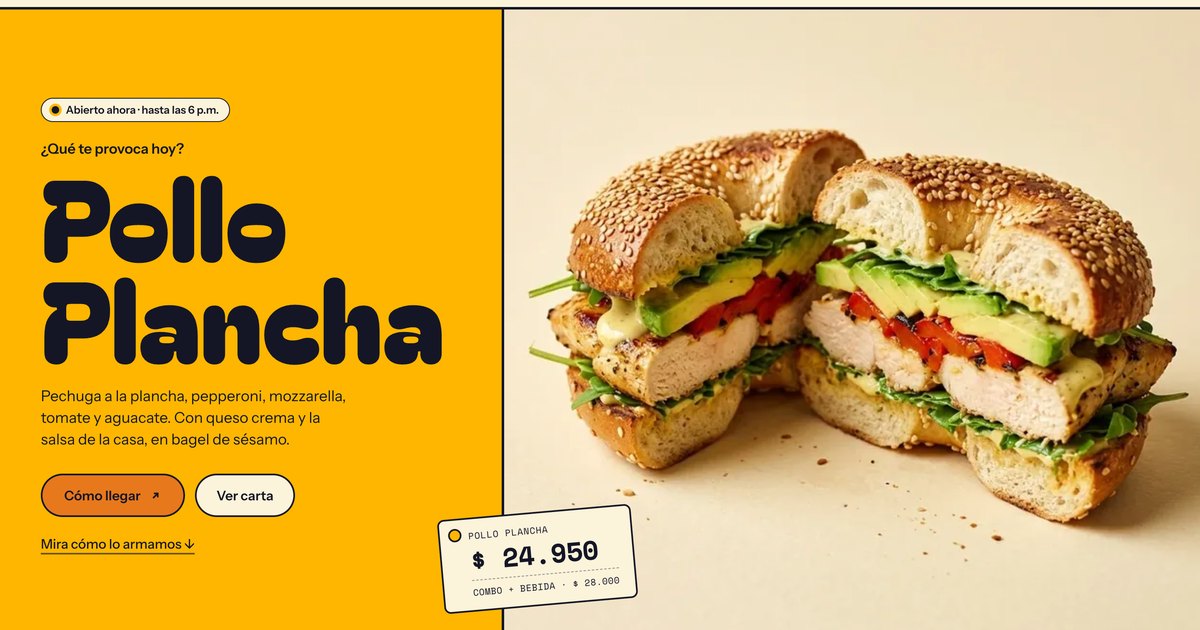 Abierto ahora · hasta las 6 p.m.
¿Qué te provoca hoy?
Pollo
Plancha
Pechuga a la plancha, pepperoni, mozzarella,
tomate y aguacate. Con queso crema y la
salsa de la casa, en bagel de sésamo.
Cómo llegar ↗
Ver carta
Mira cómo lo armamos ↓
POLLO PLANCHA
$ 24.950
COMBO + BEBIDA · $ 28.000